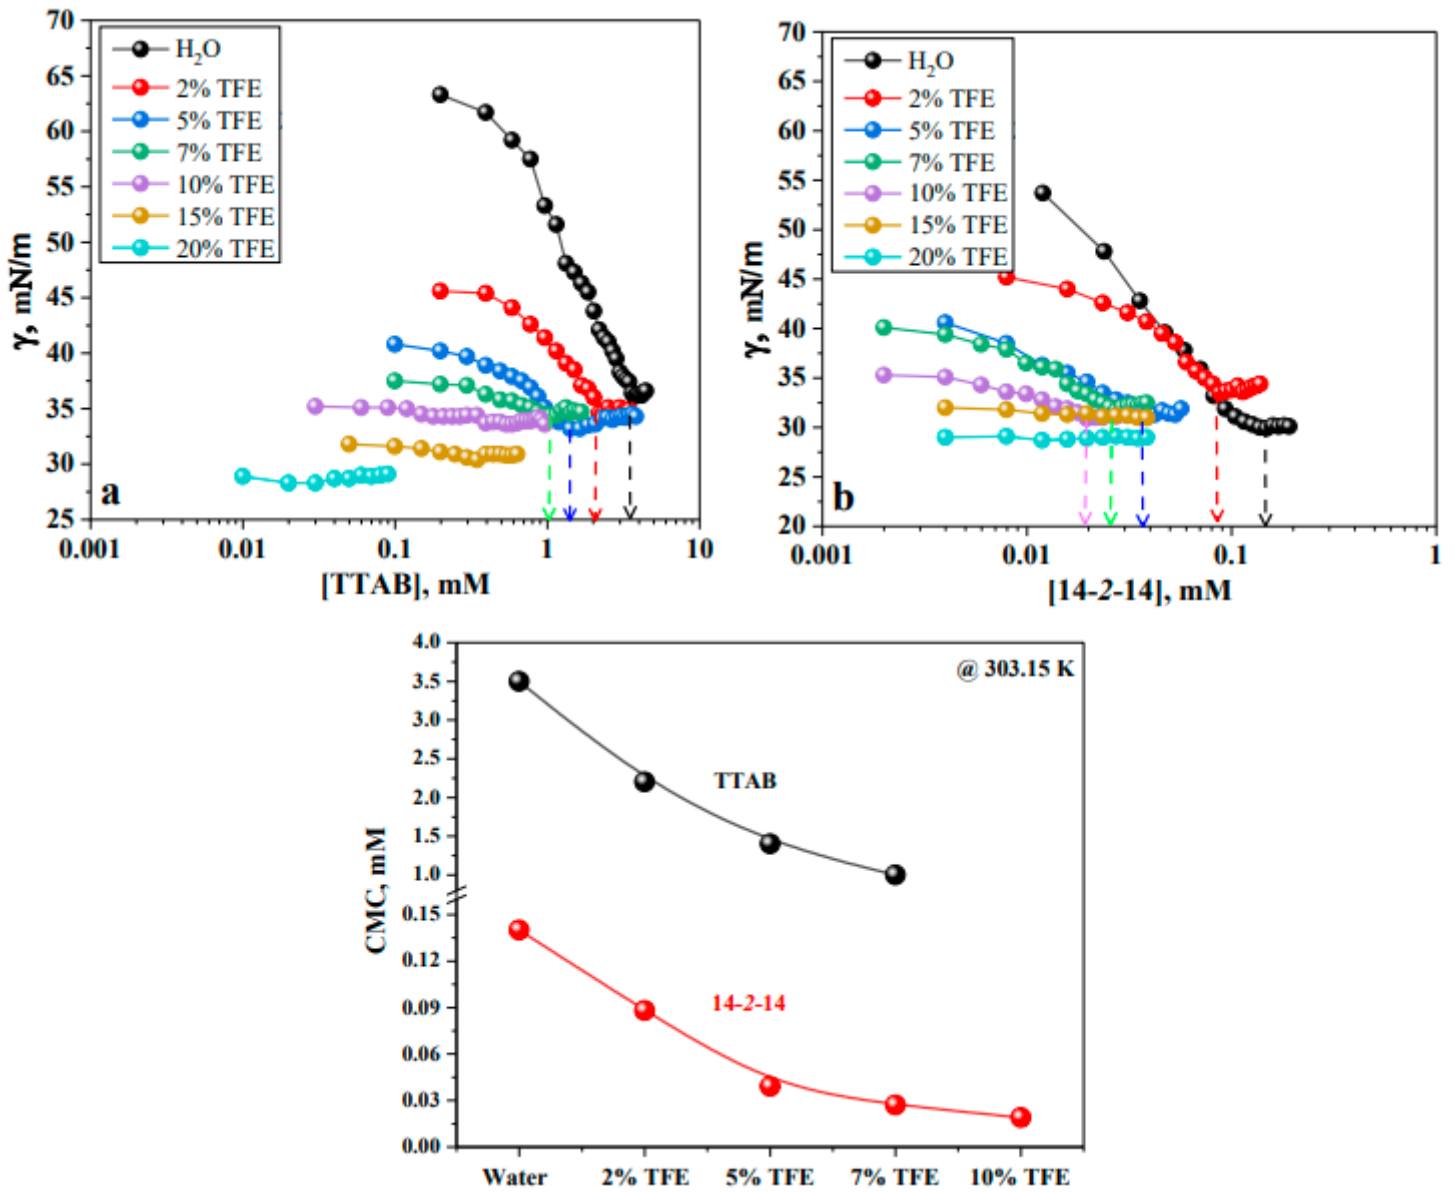 70
65
60
55
50
45
40
35
30
25
γ, mN/m
H₂O
2% TFE
5% TFE
7% TFE
10% TFE
15% TFE
20% TFE
a
0.001
0.01
0.1
1
10
[TTAB], mM
70
65
60
55
50
45
40
35
30
25
20
γ, mN/m
H₂O
2% TFE
5% TFE
7% TFE
10% TFE
15% TFE
20% TFE
b
0.001
0.01
0.1
1
[14-2-14], mM
4.0
3.5
3.0
2.5
2.0
1.5
1.0
0.15
0.12
0.09
0.06
0.03
0.00
CMC, mM
@ 303.15 K
TTAB
14-2-14
Water 2% TFE 5% TFE 7% TFE 10% TFE